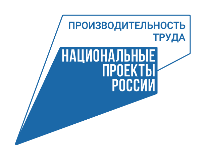 ПРОИЗВОДИТЕЛЬНОСТЬ
ТРУДА
НАЦИОНАЛЬНЫЕ
ПРОЕКТЫ
РОССИИ